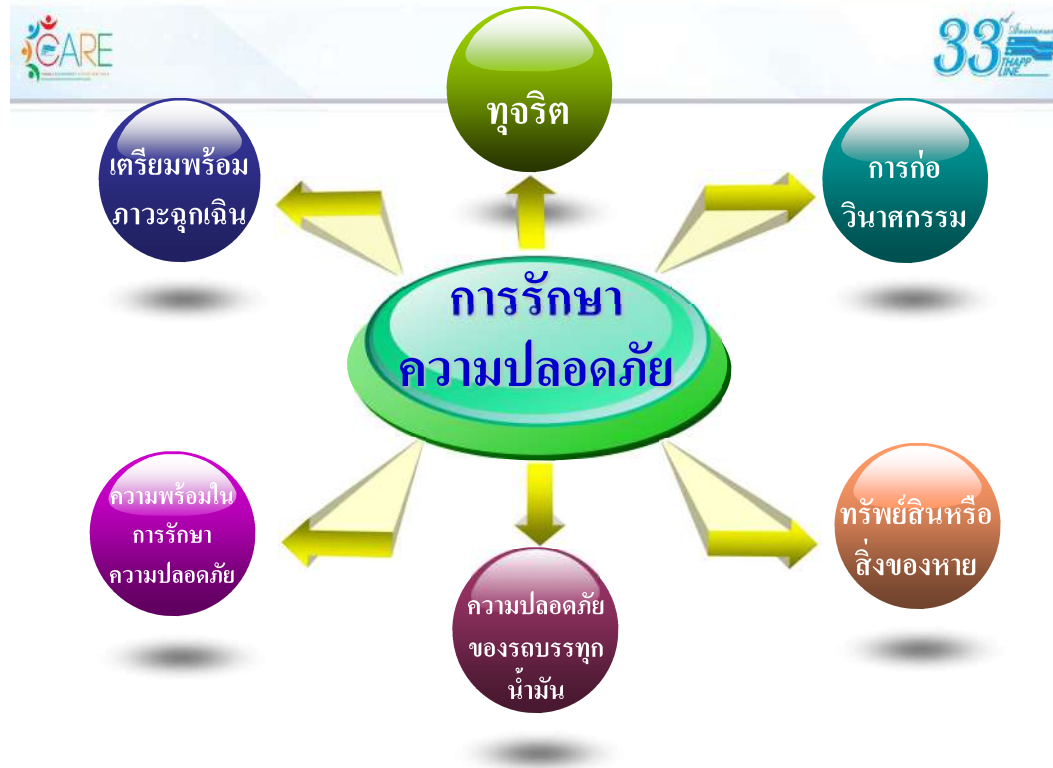 CARE
33rd
Anniversary
THAPP
LINE
ทุจริต
เตรียมพร้อม
ภาวะฉุกเฉิน
การก่อ
วินาศกรรม
การรักษา
ความปลอดภัย
ความพร้อมใน
การรักษา
ความปลอดภัย
ทรัพย์สินหรือ
สิ่งของหาย
ความปลอดภัย
ของรถบรรทุก
น้ำมัน